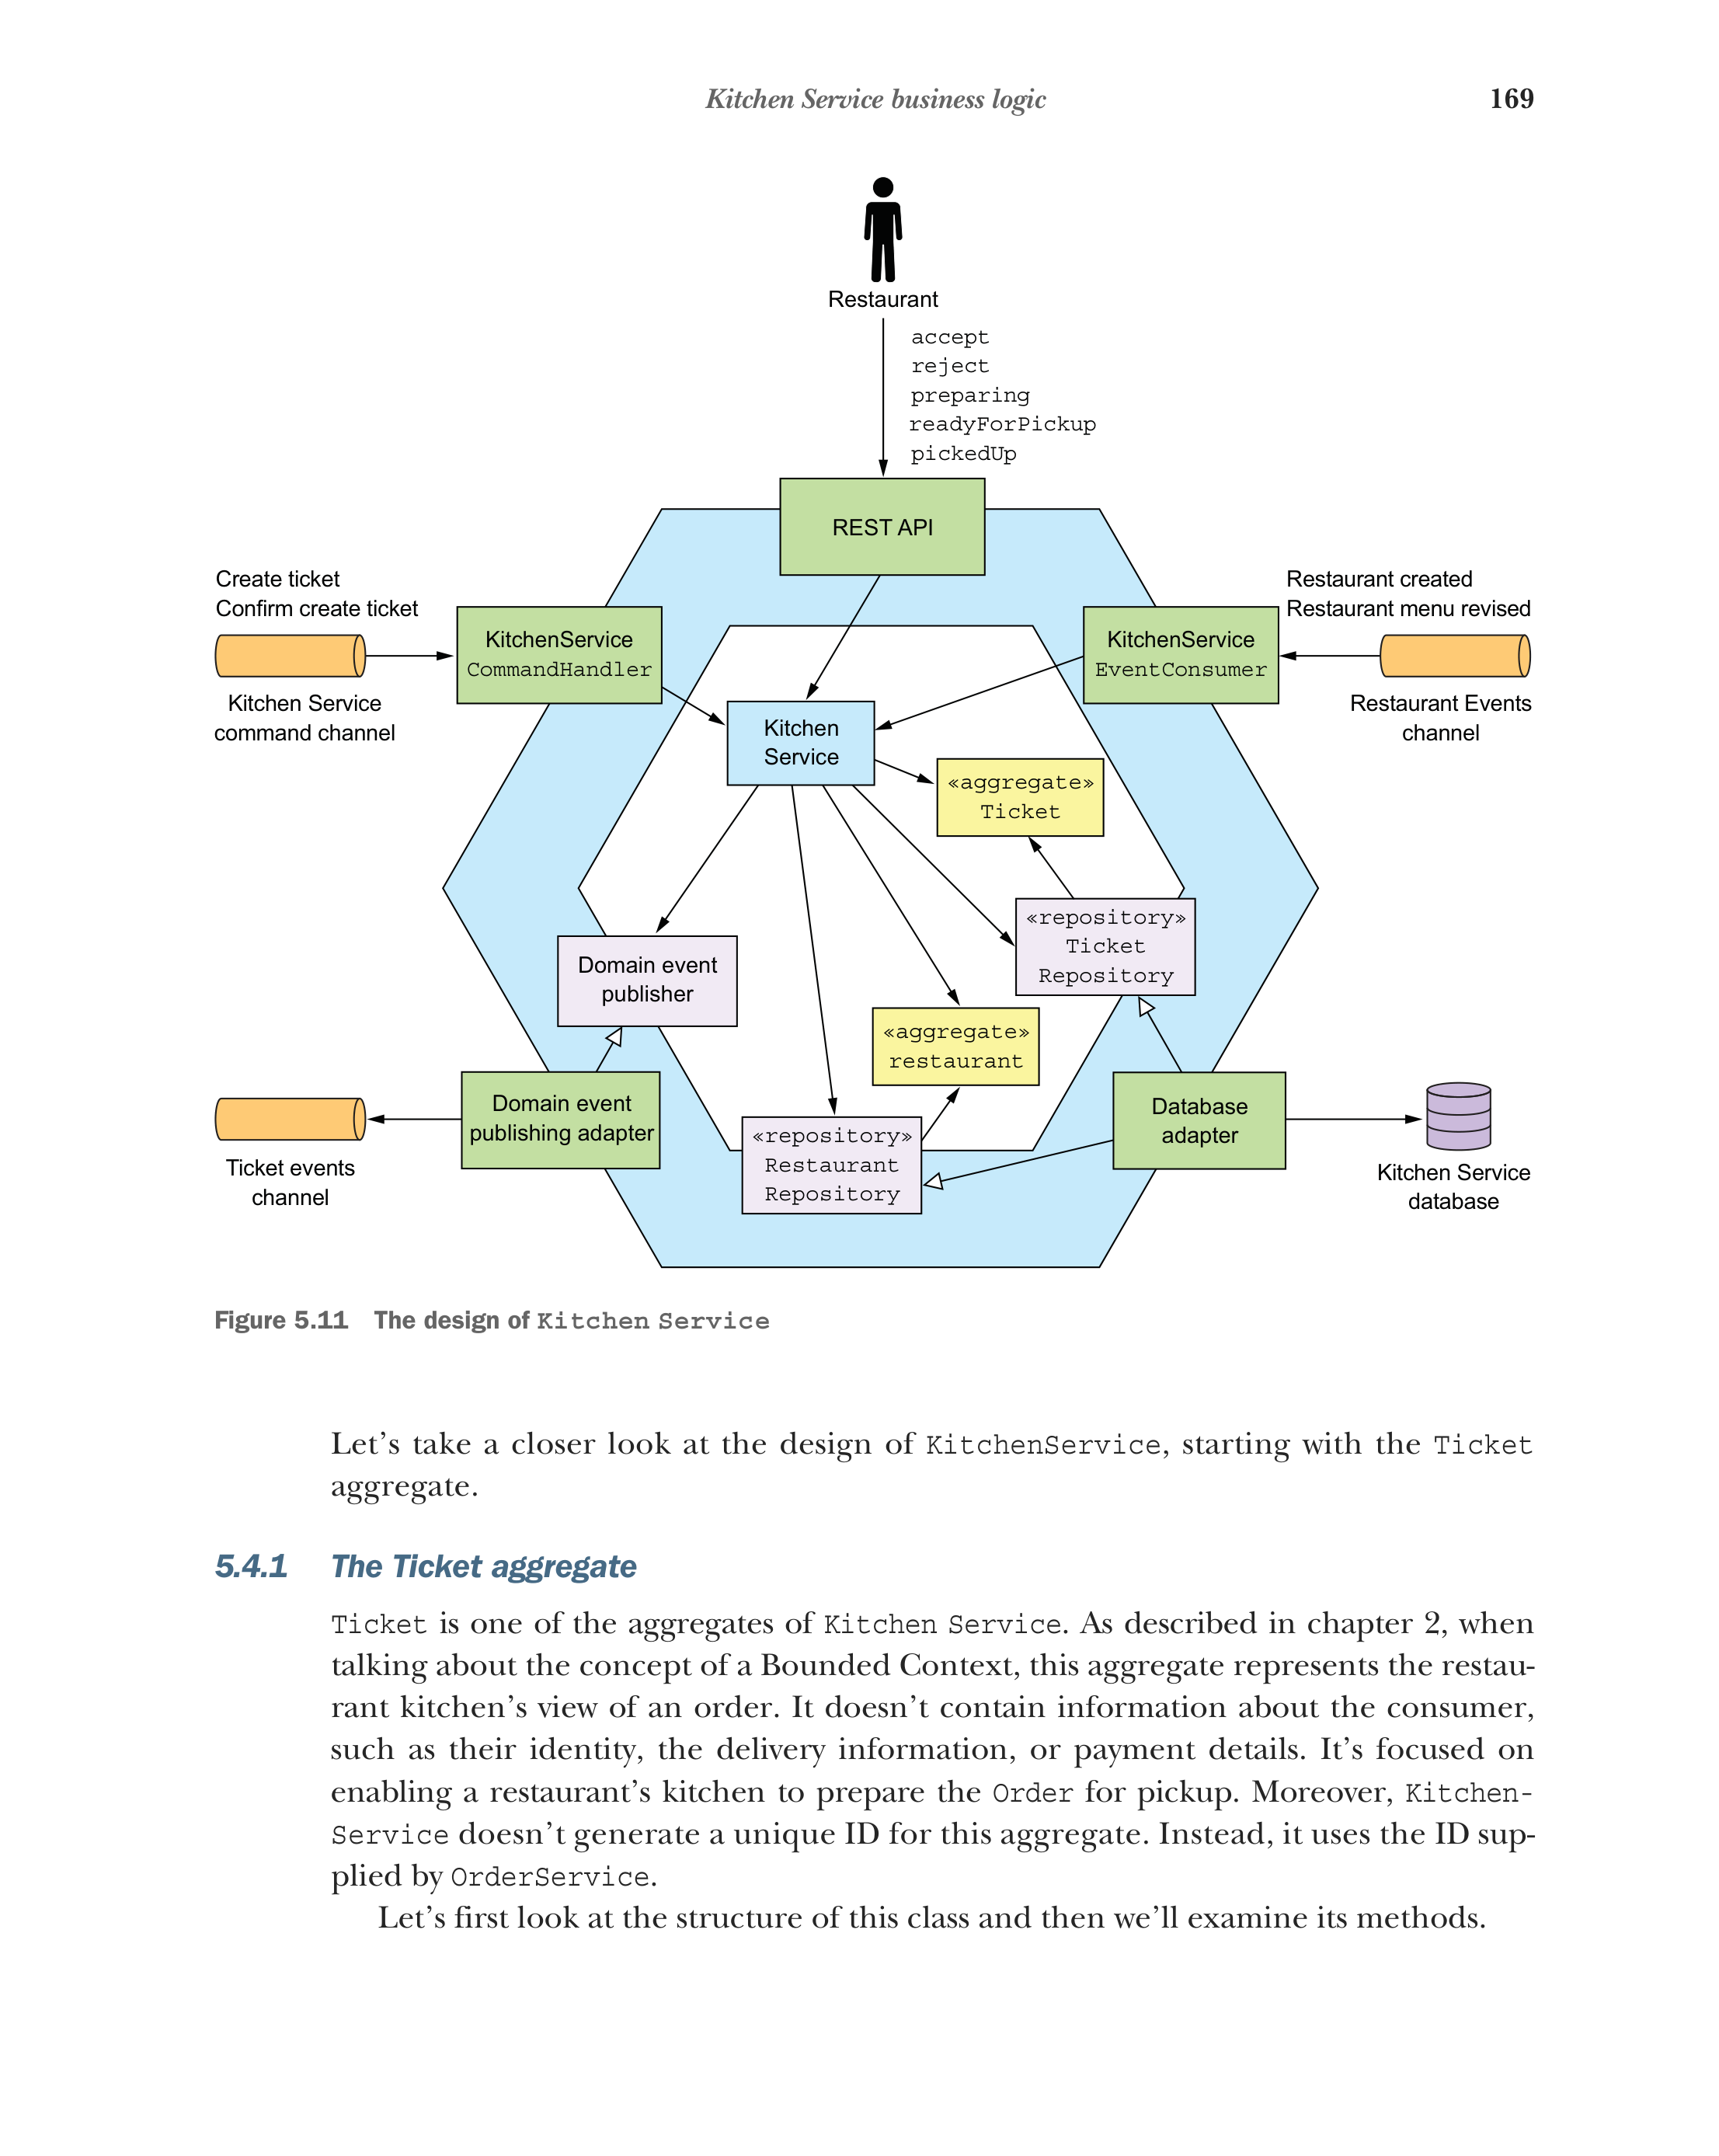 Kitchen Service business logic 169
Restaurant
accept
reject
preparing
readyForPickup
pickedUp
REST API
Create ticket
Confirm create ticket
KitchenService
CommandHandler
Kitchen Service
command channel
Restaurant created
Restaurant menu revised
KitchenService
EventConsumer
Restaurant Events
channel
Kitchen
Service
«aggregate»
Ticket
«repository»
Ticket
Repository
Domain event
publisher
«aggregate»
restaurant
Domain event
publishing adapter
Ticket events
channel
«repository»
Restaurant
Repository
Database
adapter
Kitchen Service
database
Figure 5.11 The design of Kitchen Service
Let’s take a closer look at the design of KitchenService, starting with the Ticket
aggregate.
5.4.1 The Ticket aggregate
Ticket is one of the aggregates of Kitchen Service. As described in chapter 2, when
talking about the concept of a Bounded Context, this aggregate represents the restau-
rant kitchen’s view of an order. It doesn’t contain information about the consumer,
such as their identity, the delivery information, or payment details. It’s focused on
enabling a restaurant’s kitchen to prepare the Order for pickup. Moreover, Kitchen-
Service doesn’t generate a unique ID for this aggregate. Instead, it uses the ID sup-
plied by OrderService.
Let’s first look at the structure of this class and then we’ll examine its methods.